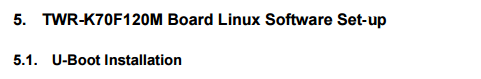 5. TWR-K70F120M Board Linux Software Set-up
5.1. U-Boot Installation